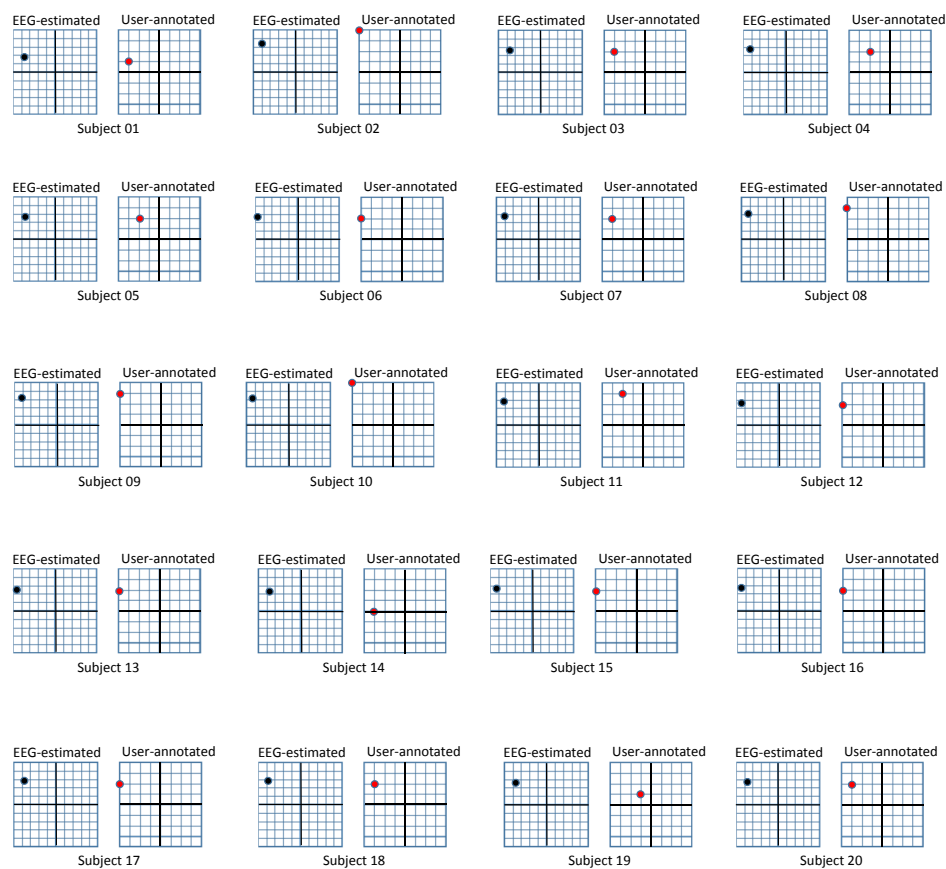 EEG-estimated User-annotated EEG-estimated User-annotated EEG-estimated User-annotated EEG-estimated User-annotated
Subject 01 Subject 02 Subject 03 Subject 04
EEG-estimated User-annotated EEG-estimated User-annotated EEG-estimated User-annotated EEG-estimated User-annotated
Subject 05 Subject 06 Subject 07 Subject 08
EEG-estimated User-annotated EEG-estimated User-annotated EEG-estimated User-annotated EEG-estimated User-annotated
Subject 09 Subject 10 Subject 11 Subject 12
EEG-estimated User-annotated EEG-estimated User-annotated EEG-estimated User-annotated EEG-estimated User-annotated
Subject 13 Subject 14 Subject 15 Subject 16
EEG-estimated User-annotated EEG-estimated User-annotated EEG-estimated User-annotated EEG-estimated User-annotated
Subject 17 Subject 18 Subject 19 Subject 20